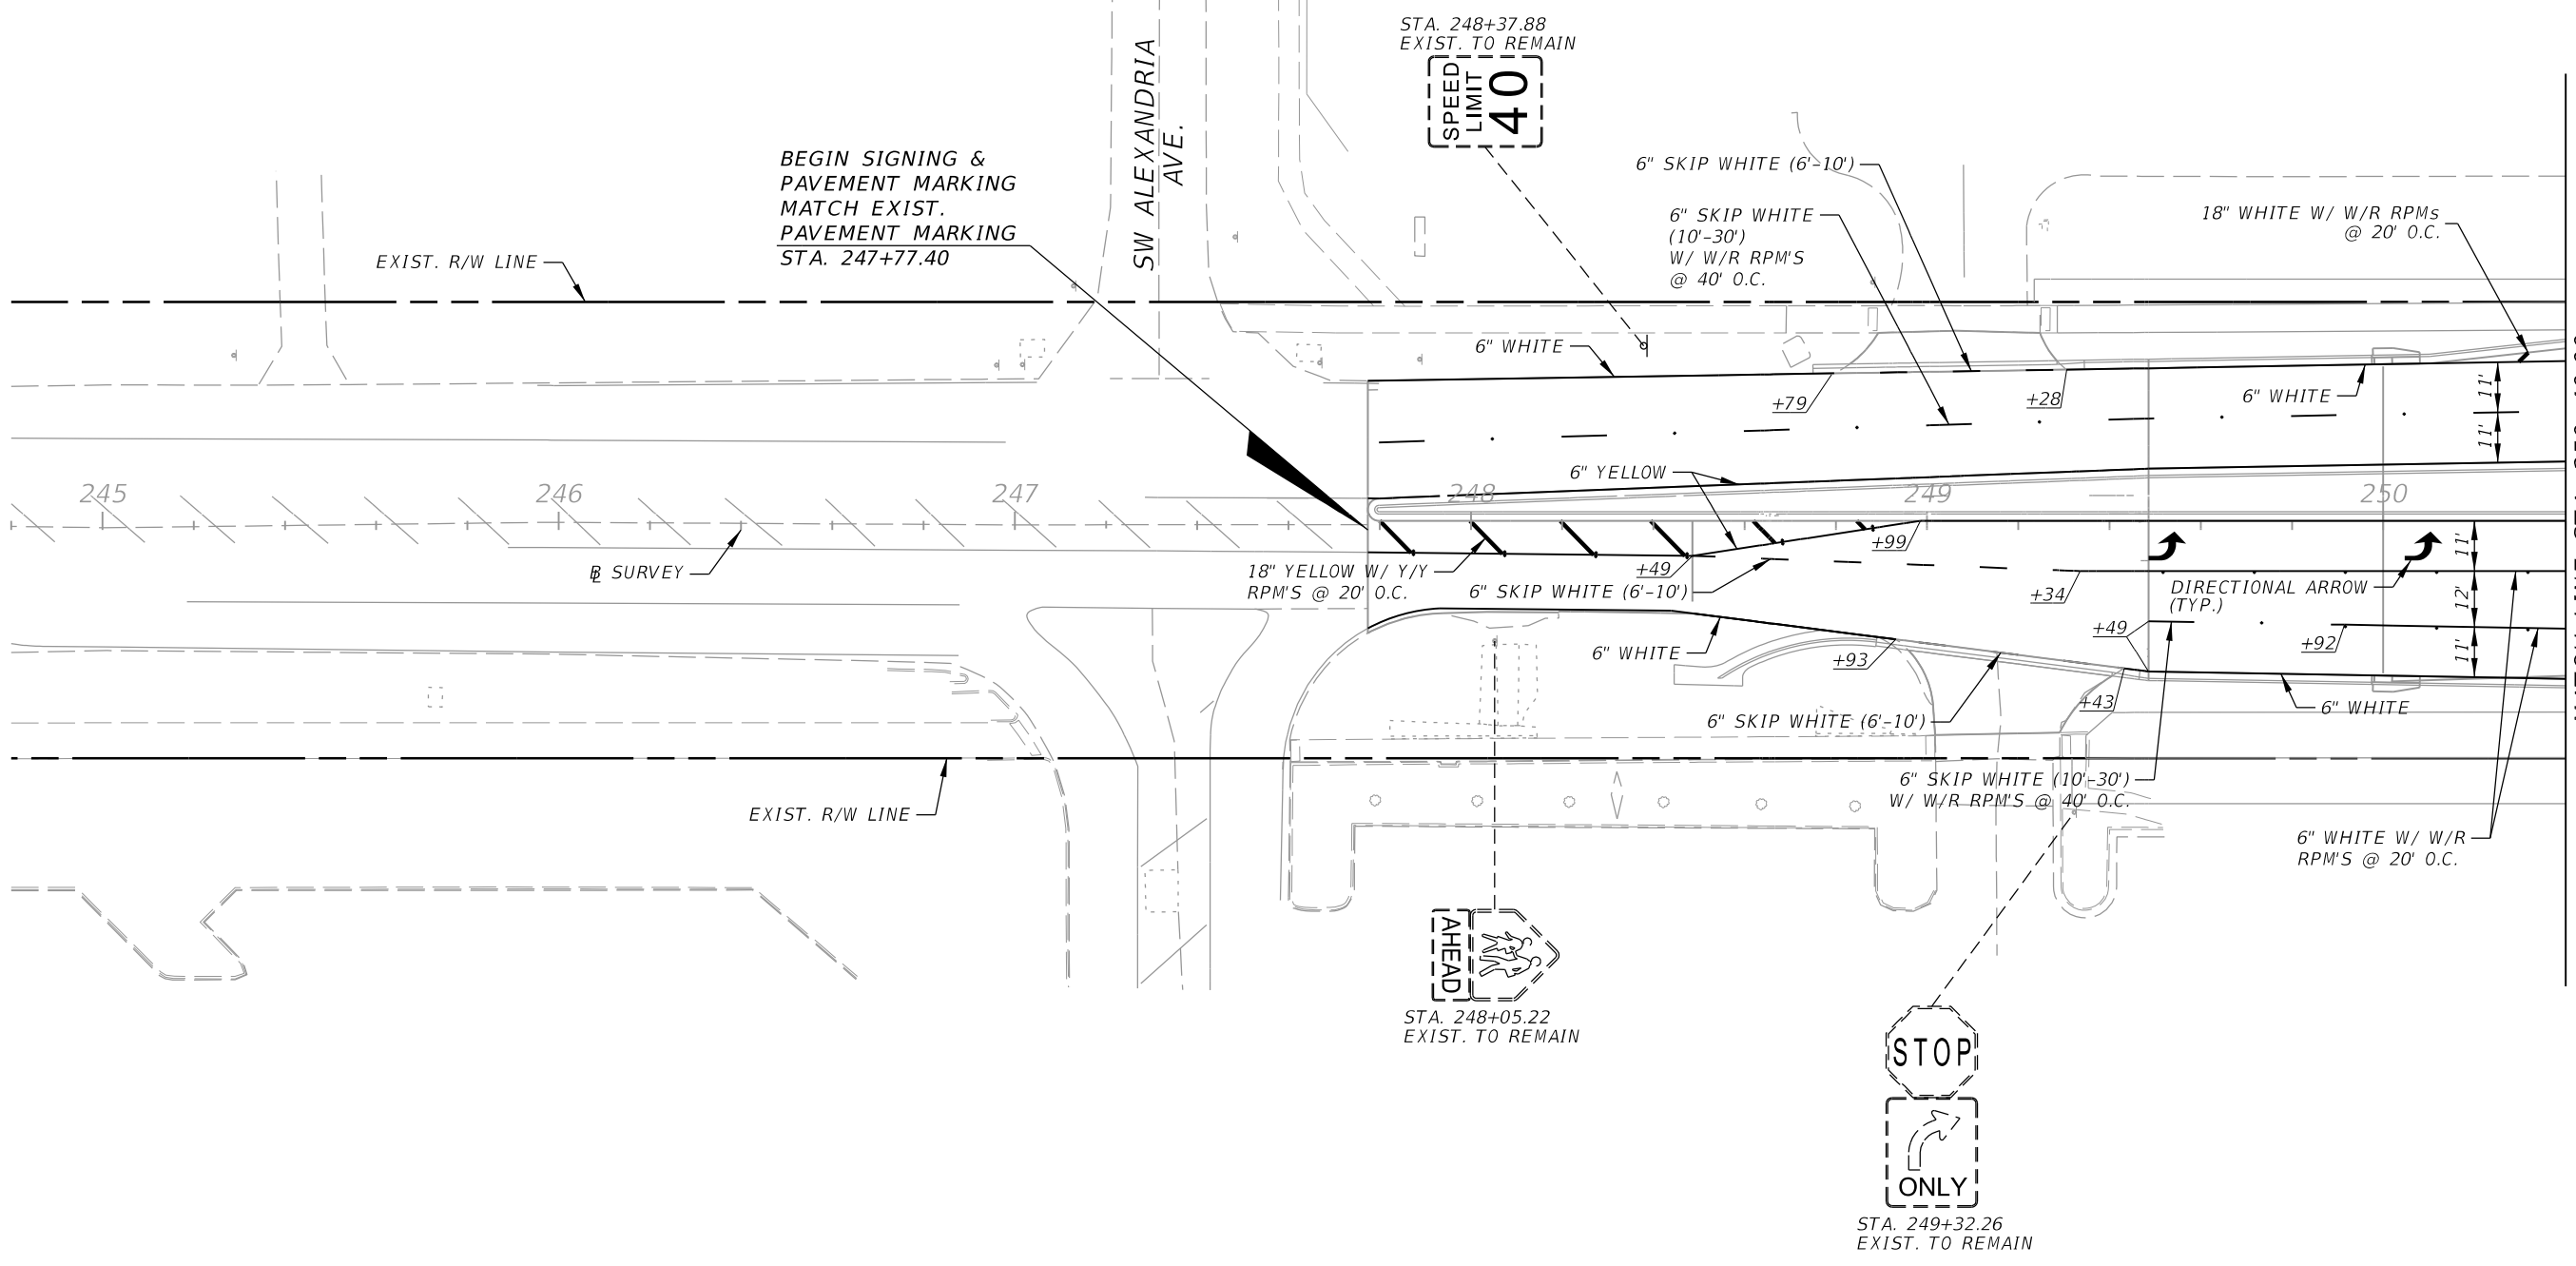 STA. 248+37.88
EXIST. TO REMAIN
SPEED
LIMIT
40
SW ALEXANDRIA
AVE.
BEGIN SIGNING &
PAVEMENT MARKING
MATCH EXIST.
PAVEMENT MARKING
STA. 247+77.40
6" SKIP WHITE (6'-10')
6" SKIP WHITE
(10'-30')
W/ W/R RPM'S
@ 40' O.C.
18" WHITE W/ W/R RPMs
@ 20' O.C.
EXIST. R/W LINE
6" WHITE
+79
+28
6" WHITE
11'
11'
6" YELLOW
245
246
247
248
249
250
BL SURVEY
18" YELLOW W/ Y/Y
RPM'S @ 20' O.C.
+49
+99
6" SKIP WHITE (6'-10')
+34
DIRECTIONAL ARROW
(TYP.)
11'
12'
11'
+49
+92
6" WHITE
+93
+43
6" SKIP WHITE (6'-10')
6" WHITE
6" SKIP WHITE (10'-30')
W/ W/R RPM'S @ 40' O.C.
EXIST. R/W LINE
6" WHITE W/ W/R
RPM'S @ 20' O.C.
AHEAD
STA. 248+05.22
EXIST. TO REMAIN
STOP
ONLY
STA. 249+32.26
EXIST. TO REMAIN